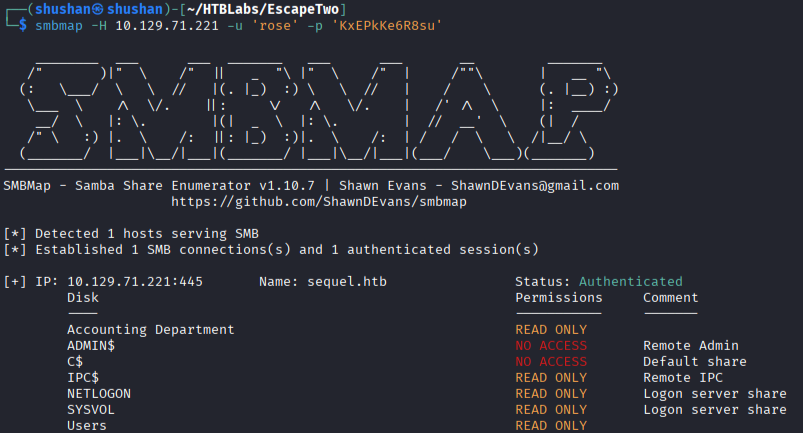 ┌──(shushan㉿shushan)-[~/HTBLabs/EscapeTwo]
└─$ smbmap -H 10.129.71.221 -u 'rose' -p 'KxEPkKe6R8su'
SMBMAP
SMBMap - Samba Share Enumerator v1.10.7 | Shawn Evans - ShawnDEvans@gmail.com
https://github.com/ShawnDEvans/smbmap
[*] Detected 1 hosts serving SMB
[*] Established 1 SMB connections(s) and 1 authenticated session(s)
[+] IP: 10.129.71.221:445 Name: sequel.htb Status: Authenticated
Disk Permissions Comment
---- ----------- -------
Accounting Department READ ONLY
ADMIN$ NO ACCESS Remote Admin
C$ NO ACCESS Default share
IPC$ READ ONLY Remote IPC
NETLOGON READ ONLY Logon server share
SYSVOL READ ONLY Logon server share
Users READ ONLY